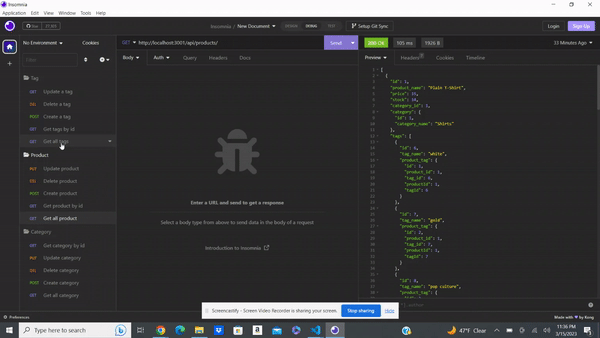 Insomnia
Application Edit View Window Tools Help
Insomnia / New Document
DESIGN DEBUG TEST
Setup Git Sync
Login Sign Up
No Environment Cookies
GET http://localhost:3001/api/products/ Send
200 OK 105 ms 1926 B 33 Minutes Ago
Body Auth Query Headers Docs
Preview Headers Cookies Timeline
Filter
Tag
GET Update a tag
DEL Delete a tag
POST Create a tag
GET Get tags by id
GET Get all tags
Product
PUT Update product
DEL Delete product
POST Create product
GET Get product by id
GET Get all product
Category
GET Get category by id
PUT Update category
DEL Delete category
POST Create category
GET Get all category
Enter a URL and send to get a response
Select a body type from above to send data in the body of a request
Introduction to Insomnia
[
{
"id": 1,
"product_name": "Plain T-Shirt",
"category_id": 1,
"category": {
"id": 1,
"category_name": "Shirts"
},
"tags": [
{
"id": 6,
"tag_name": "white",
"product_tag": {
"id": 1,
"product_id": 1,
"tag_id": 6,
"productId": 1,
"tagId": 6
}
},
{
"id": 7,
"tag_name": "gold",
"product_tag": {
"id": 2,
"product_id": 1,
"tag_id": 7,
"productId": 1,
"tagId": 7
}
},
{
"id": 8,
"tag_name": "pop culture",
"product_tag": {
Screencastify - Screen Video Recorder is sharing your screen. Stop sharing Hide
Preferences
Made with ♥ by Kong
Type here to search
47°F Clear
11:36 PM
3/15/2023